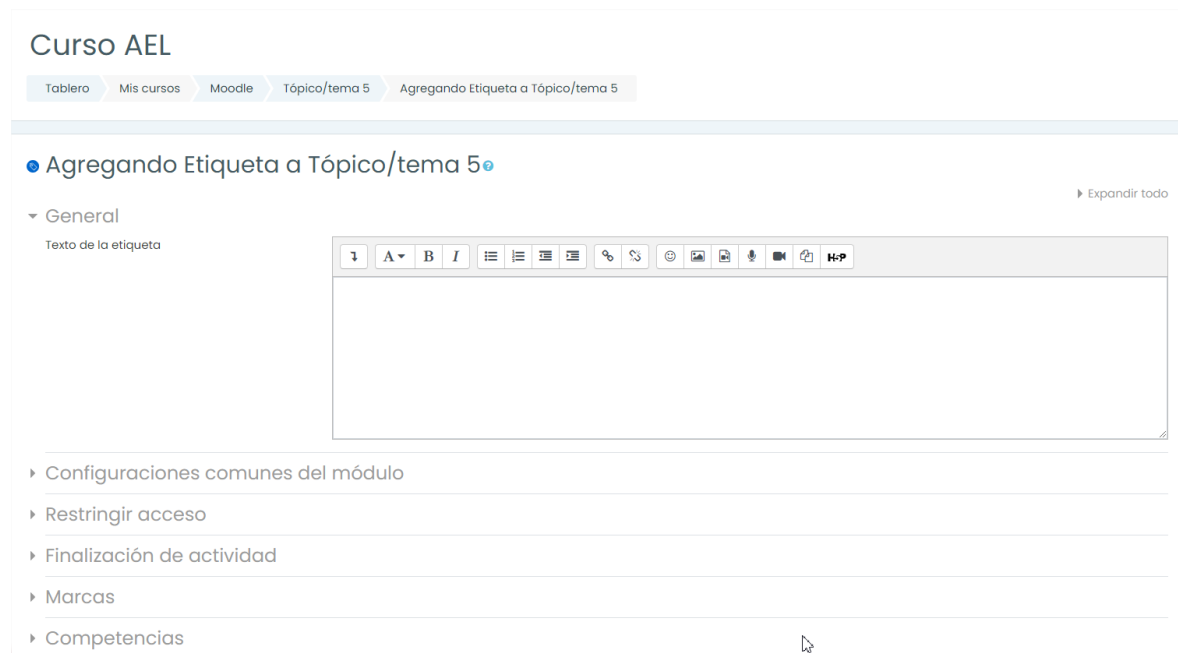 Curso AEL
Tablero Mis cursos Moodle Tópico/tema 5 Agregando Etiqueta a Tópico/tema 5
Agregando Etiqueta a Tópico/tema 5
Expandir todo
General
Texto de la etiqueta
A B I H5P
Configuraciones comunes del módulo
Restringir acceso
Finalización de actividad
Marcas
Competencias